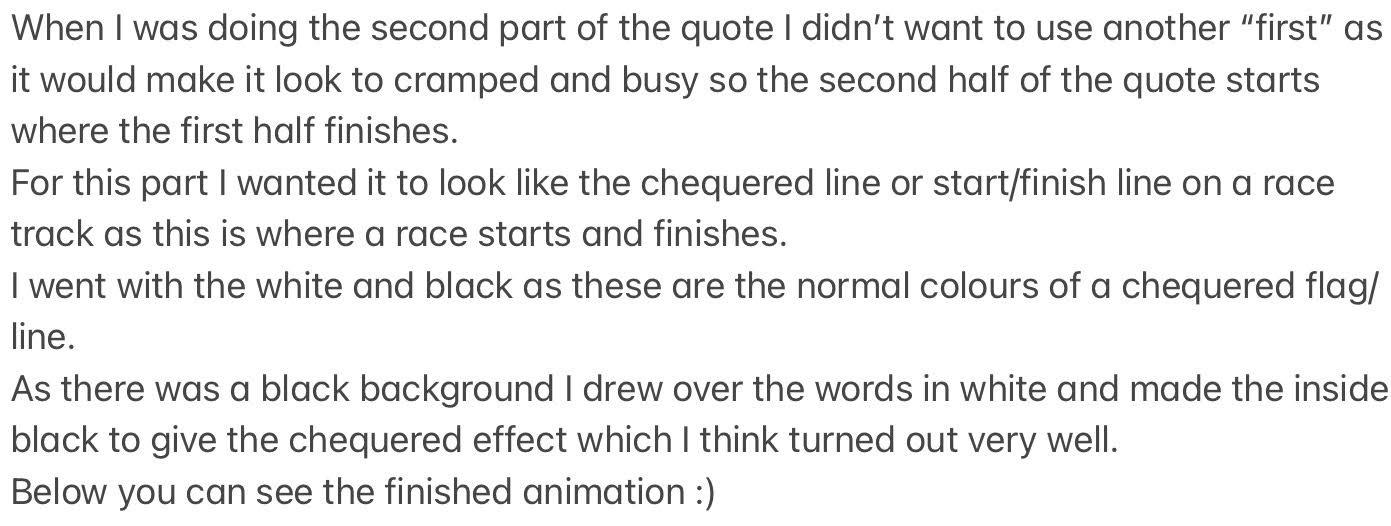 When I was doing the second part of the quote I didn’t want to use another “first” as
it would make it look to cramped and busy so the second half of the quote starts
where the first half finishes.
For this part I wanted it to look like the chequered line or start/finish line on a race
track as this is where a race starts and finishes.
I went with the white and black as these are the normal colours of a chequered flag/
line.
As there was a black background I drew over the words in white and made the inside
black to give the chequered effect which I think turned out very well.
Below you can see the finished animation :)